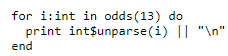 for i:int in odds(13) do
  print int$unparse(i) || "\n"
end